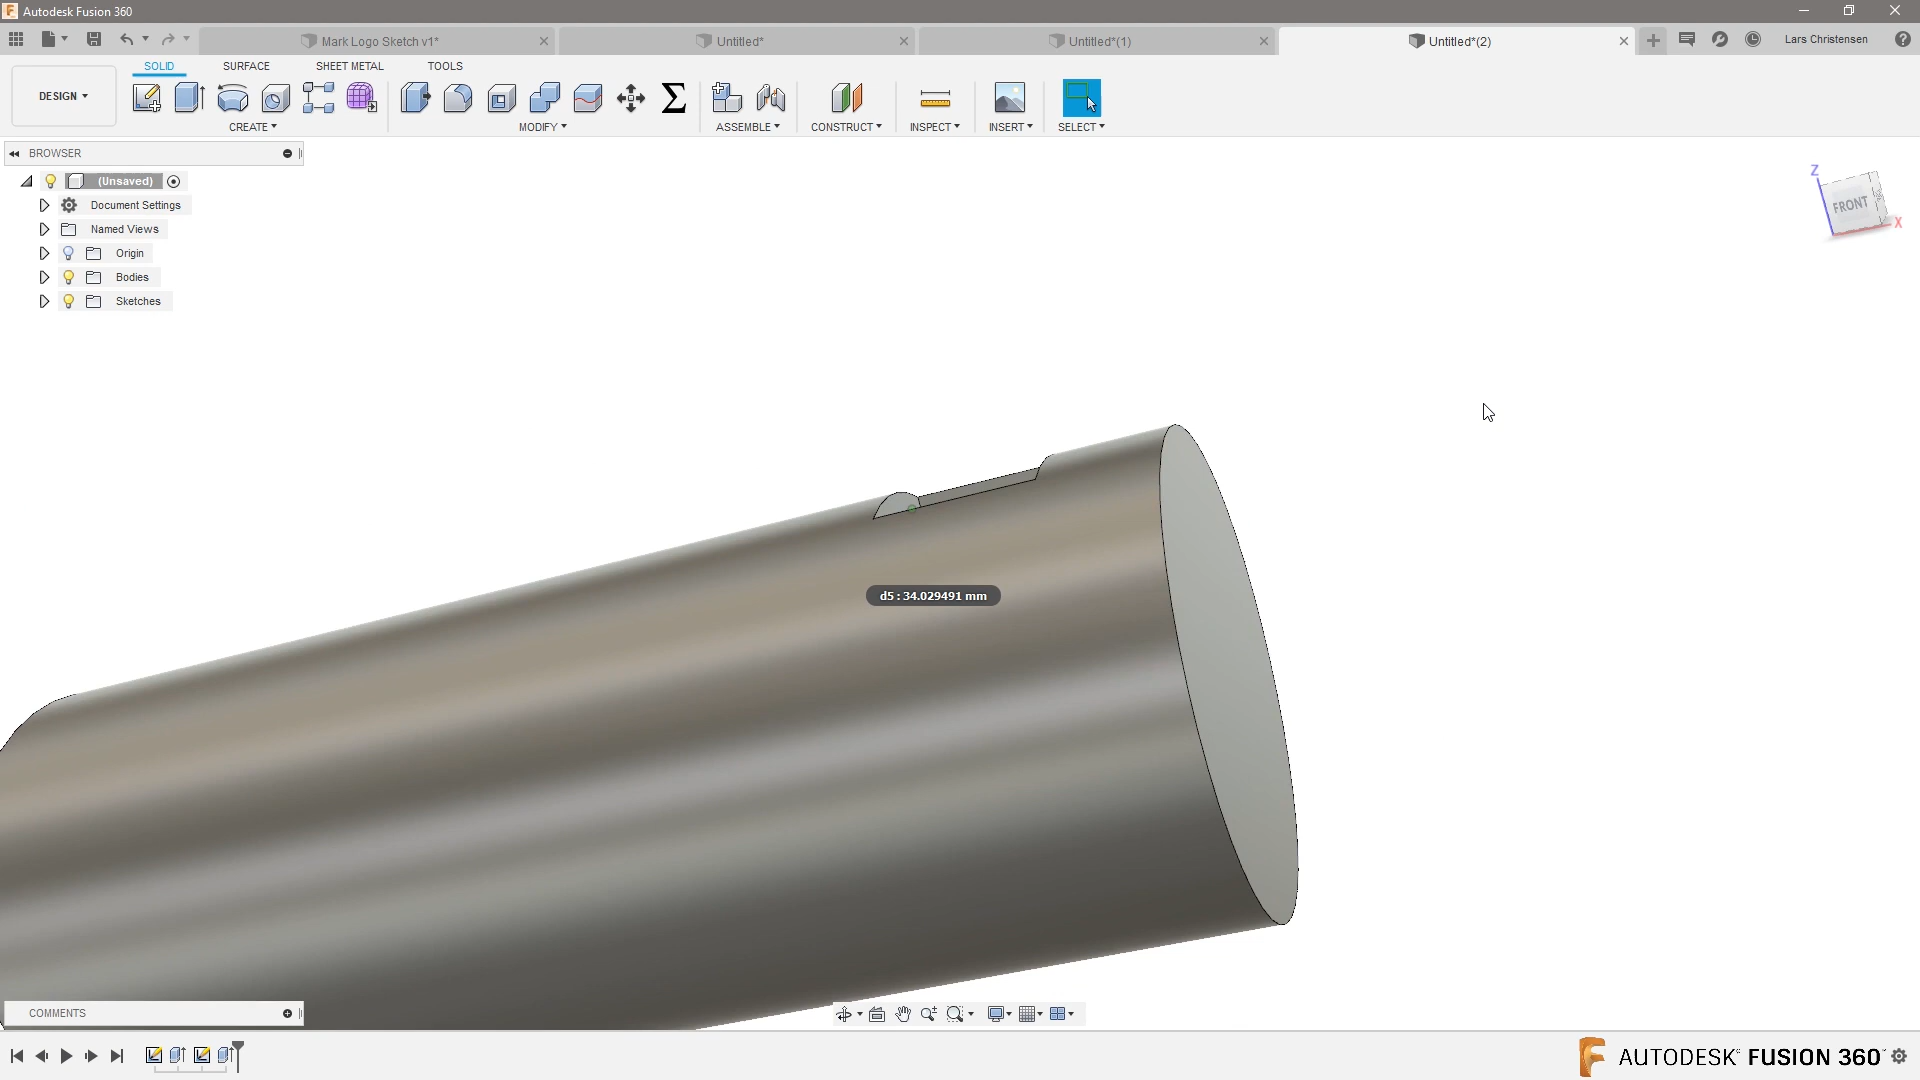 Autodesk Fusion 360
Mark Logo Sketch v1*
Untitled*
Untitled*(1)
Untitled*(2)
Lars Christensen
DESIGN
SOLID
SURFACE
SHEET METAL
TOOLS
CREATE
MODIFY
ASSEMBLE
CONSTRUCT
INSPECT
INSERT
SELECT
BROWSER
(Unsaved)
Document Settings
Named Views
Origin
Bodies
Sketches
Z
FRONT
X
d5 : 34.029491 mm
COMMENTS
AUTODESK® FUSION 360™